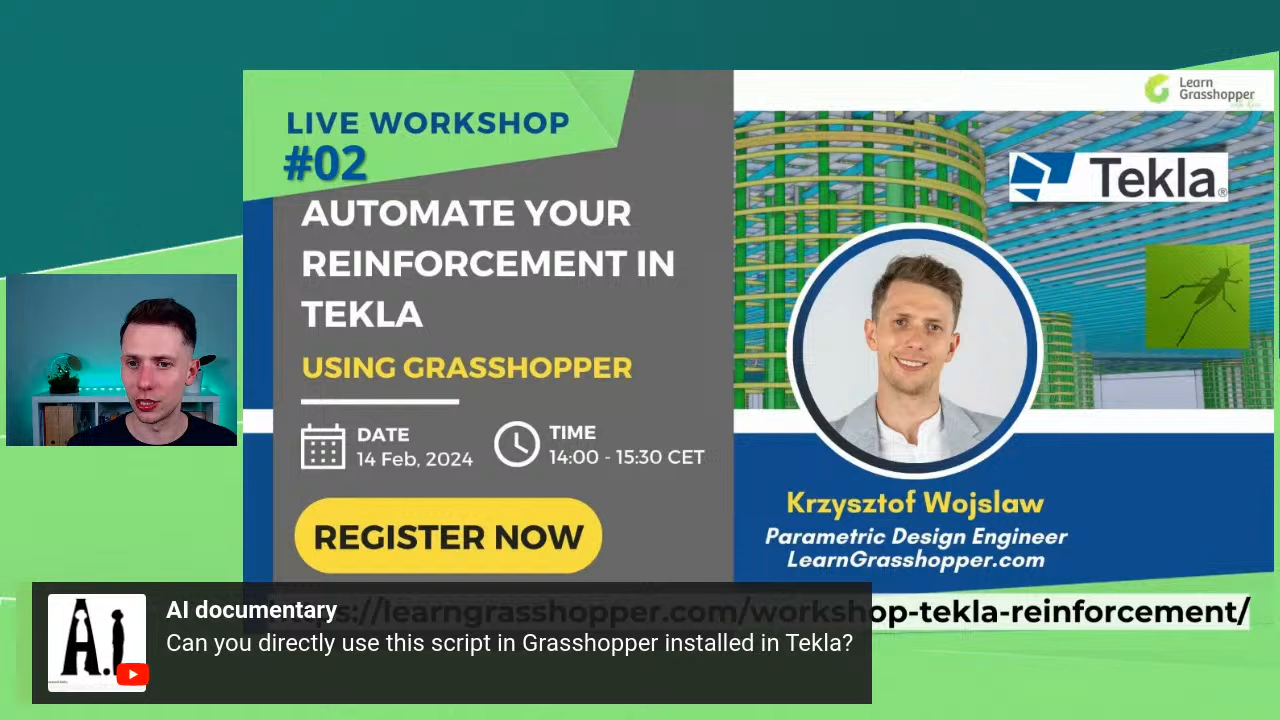 LIVE WORKSHOP
#02
AUTOMATE YOUR
REINFORCEMENT IN
TEKLA
USING GRASSHOPPER
DATE
14 Feb, 2024
TIME
14:00 - 15:30 CET
REGISTER NOW
Learn
Grasshopper
Tekla®
Krzysztof Wojslaw
Parametric Design Engineer
LearnGrasshopper.com
https://learngrasshopper.com/workshop-tekla-reinforcement/
A.i
AI documentary
Can you directly use this script in Grasshopper installed in Tekla?